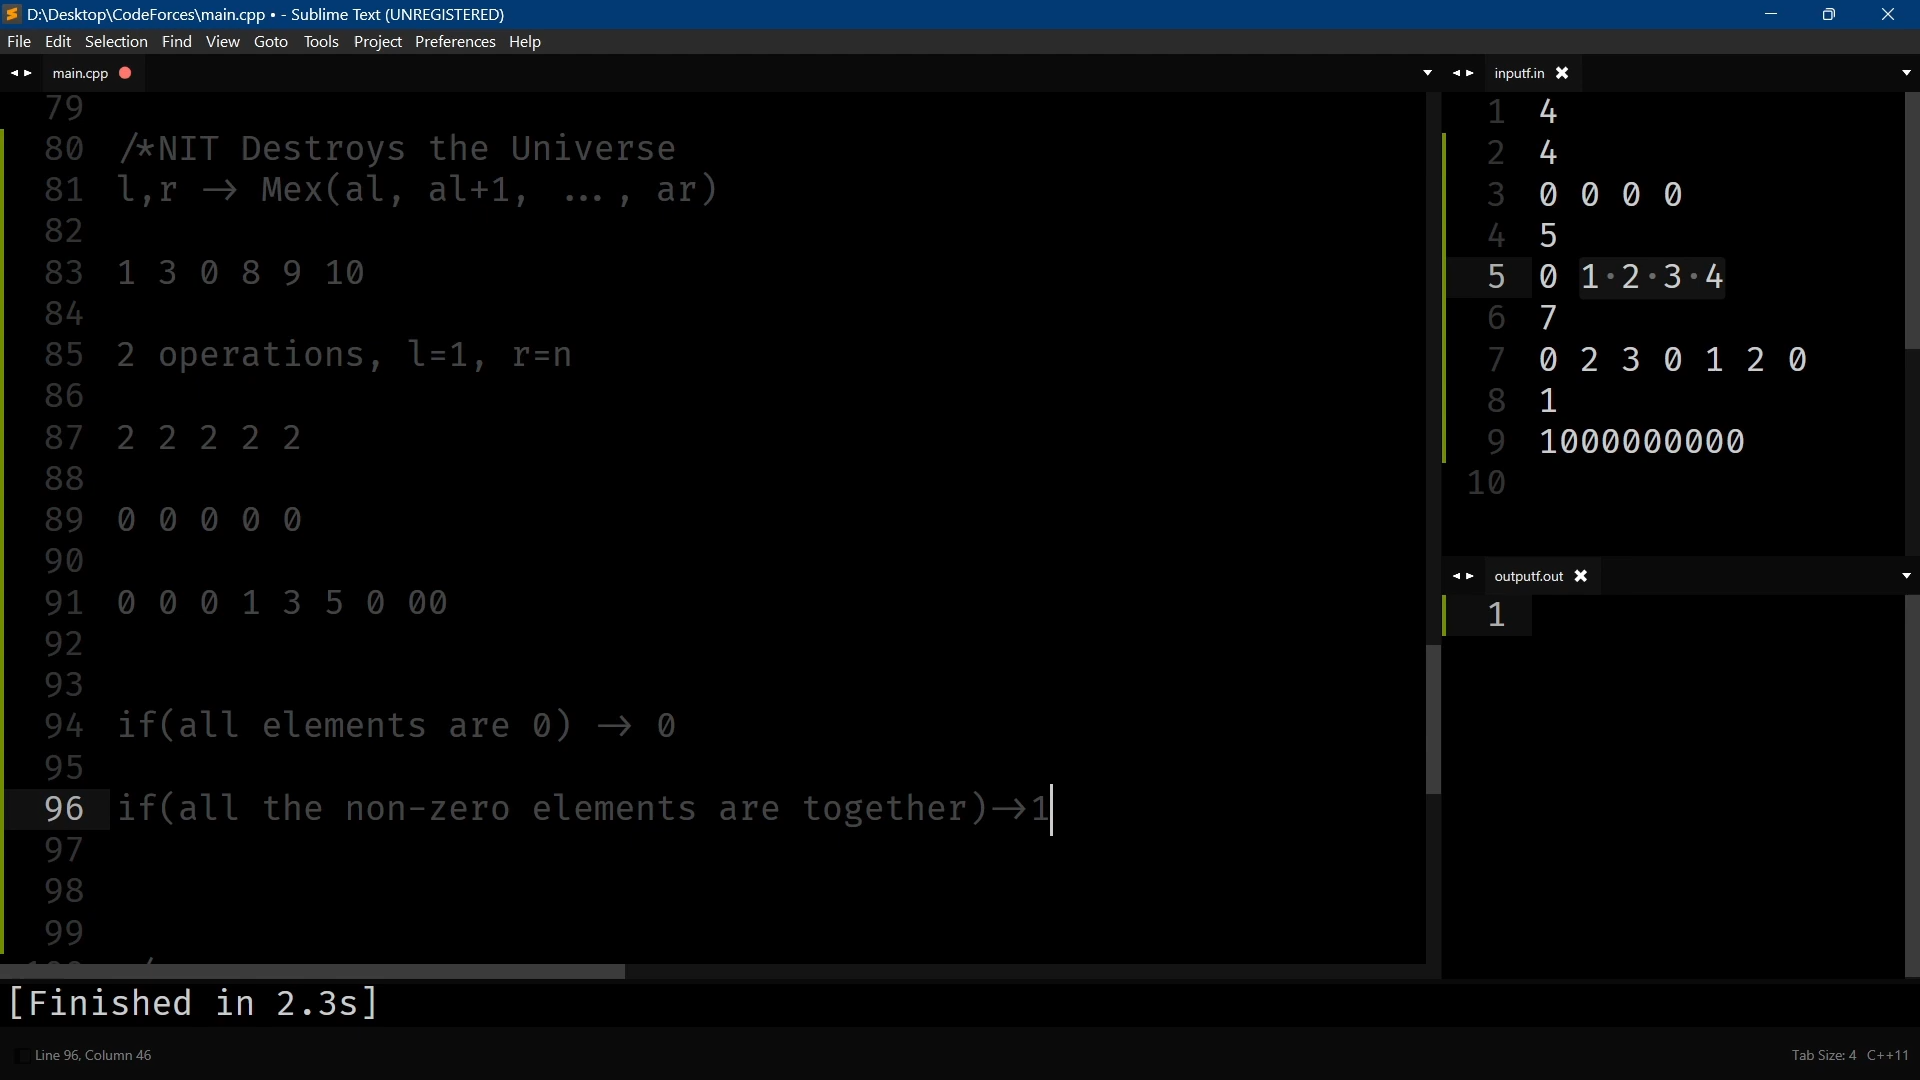 D:\Desktop\CodeForces\main.cpp • - Sublime Text (UNREGISTERED)
File Edit Selection Find View Goto Tools Project Preferences Help
main.cpp
79
80 /*NIT Destroys the Universe
81 l,r → Mex(al, al+1, ..., ar)
82
83 1 3 0 8 9 10
84
85 2 operations, l=1, r=n
86
87 2 2 2 2 2
88
89 0 0 0 0 0
90
91 0 0 0 1 3 5 0 00
92
93
94 if(all elements are 0) → 0
95
96 if(all the non-zero elements are together)→1
97
98
99
inputf.in
1 4
2 4
3 0 0 0 0
4 5
5 0 1·2·3·4
6 7
7 0 2 3 0 1 2 0
8 1
9 1000000000
10
outputf.out
1
[Finished in 2.3s]
Line 96, Column 46
Tab Size: 4 C++11